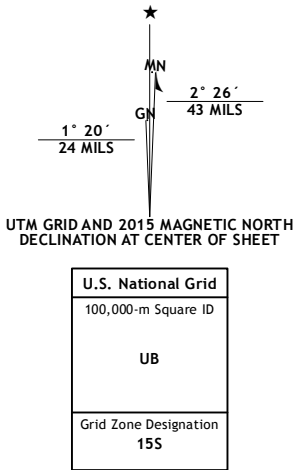 ★
MN
GN
2° 26´
43 MILS
1° 20´
24 MILS
UTM GRID AND 2015 MAGNETIC NORTH
DECLINATION AT CENTER OF SHEET
U.S. National Grid
100,000-m Square ID
UB
Grid Zone Designation
15S